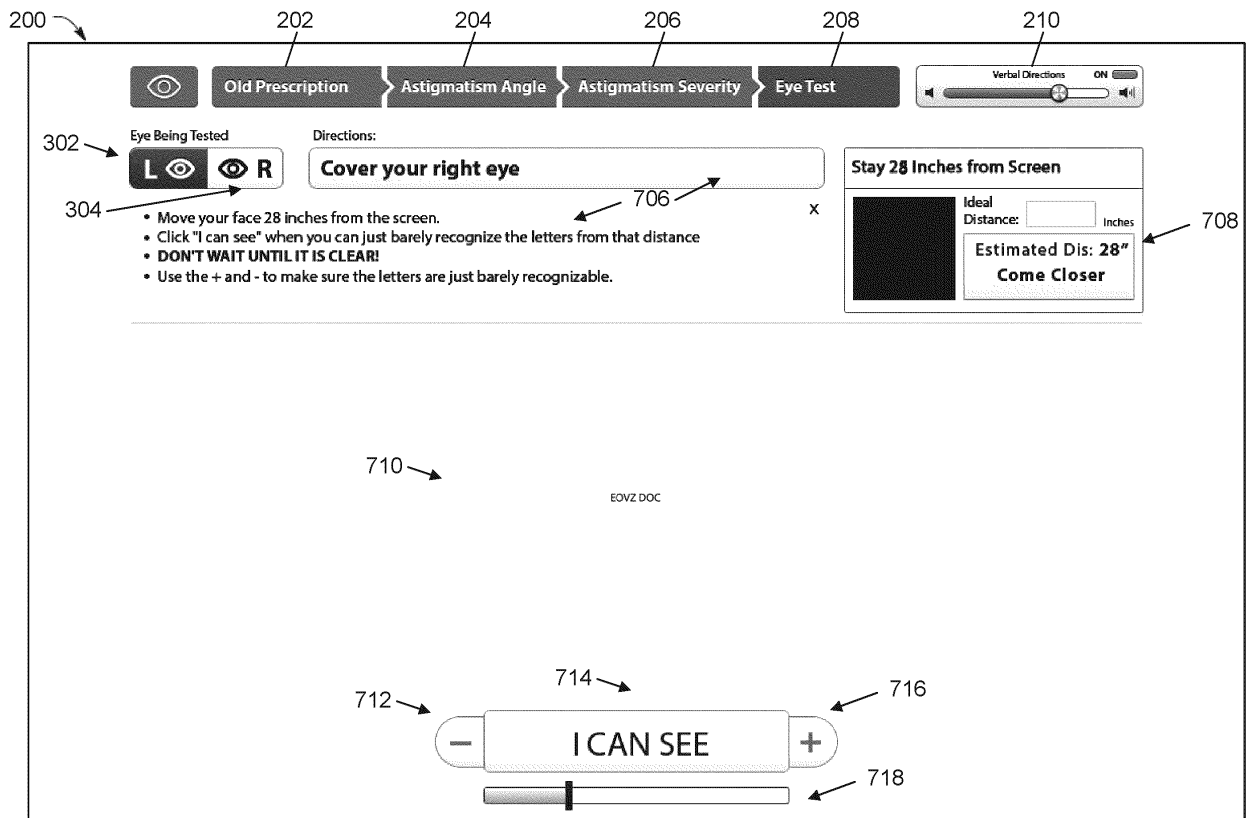 200
202
204
206
208
210
Old Prescription
Astigmatism Angle
Astigmatism Severity
Eye Test
Verbal Directions ON
302
Eye Being Tested
L R
304
Directions:
Cover your right eye
706
x
• Move your face 28 inches from the screen.
• Click "I can see" when you can just barely recognize the letters from that distance
• DON'T WAIT UNTIL IT IS CLEAR!
• Use the + and - to make sure the letters are just barely recognizable.
Stay 28 Inches from Screen
Ideal
Distance: Inches
708
Estimated Dis: 28"
Come Closer
710
EOVZ DOC
714
712
716
− I CAN SEE +
718